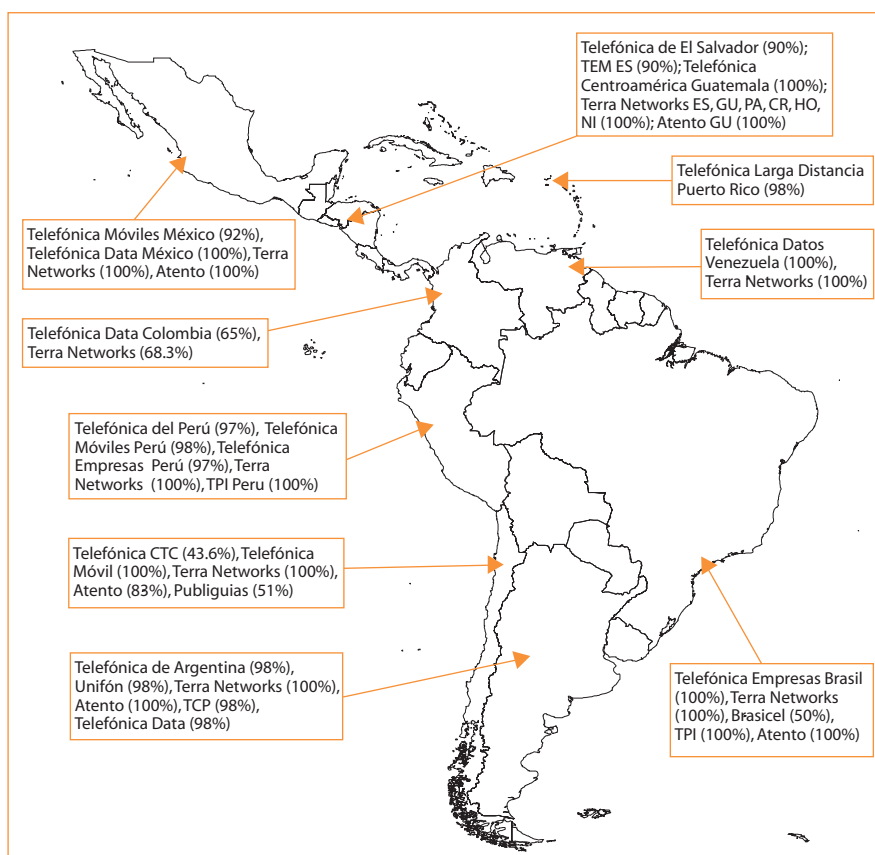 Telefónica de El Salvador (90%);
TEM ES (90%); Telefónica
Centroamérica Guatemala (100%);
Terra Networks ES, GU, PA, CR, HO,
NI (100%); Atento GU (100%)
Telefónica Larga Distancia
Puerto Rico (98%)
Telefónica Móviles México (92%),
Telefónica Data México (100%), Terra
Networks (100%), Atento (100%)
Telefónica Datos
Venezuela (100%),
Terra Networks (100%)
Telefónica Data Colombia (65%),
Terra Networks (68.3%)
Telefónica del Perú (97%), Telefónica
Móviles Perú (98%), Telefónica
Empresas Perú (97%), Terra
Networks (100%), TPI Peru (100%)
Telefónica CTC (43.6%), Telefónica
Móvil (100%), Terra Networks (100%),
Atento (83%), Publiguias (51%)
Telefónica de Argentina (98%),
Unifón (98%), Terra Networks (100%),
Atento (100%), TCP (98%),
Telefónica Data (98%)
Telefónica Empresas Brasil
(100%), Terra Networks
(100%), Brasicel (50%),
TPI (100%), Atento (100%)